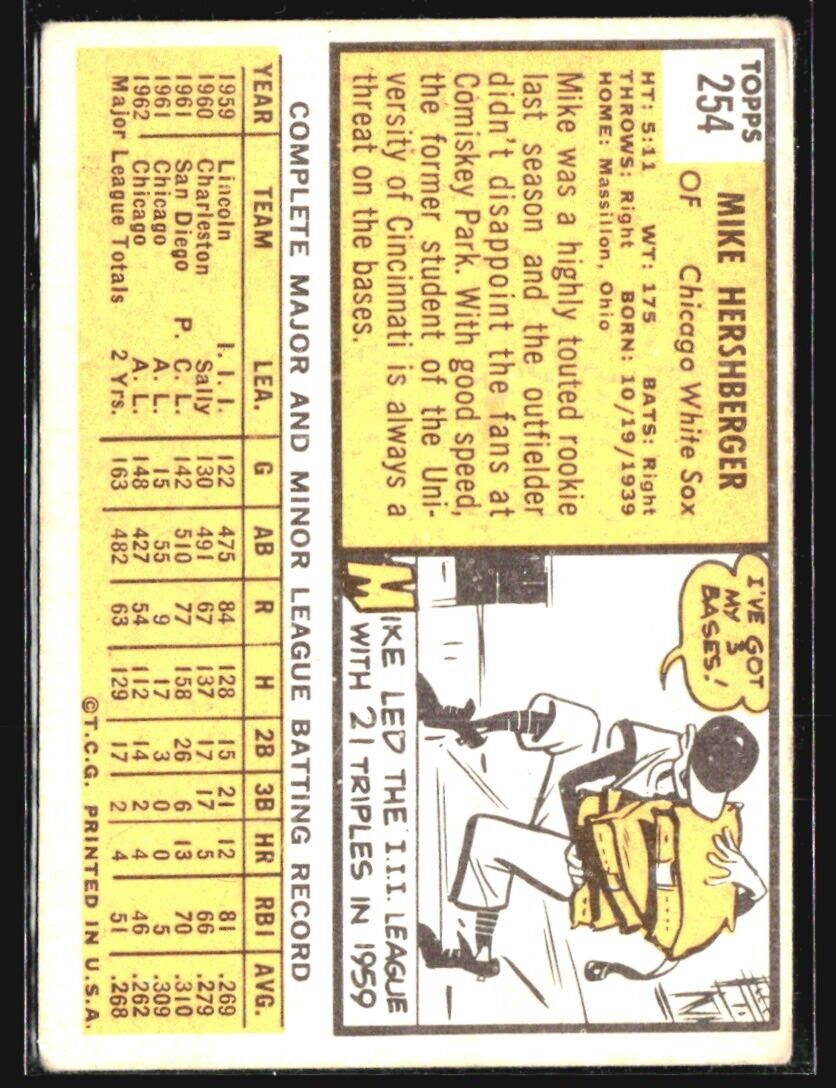 TOPPS
254
MIKE HERSHBERGER
OF Chicago White Sox
HT: 5:11 WT: 175 BATS: Right
THROWS: Right BORN: 10/19/1939
HOME: Massillon, Ohio
Mike was a highly touted rookie
last season and the outfielder
didn't disappoint the fans at
Comiskey Park. With good speed,
the former student of the Uni-
versity of Cincinnati is always a
threat on the bases.
I'VE GOT
MY 3
BASES!
MIKE LED THE I.I.I. LEAGUE
WITH 21 TRIPLES IN 1959
COMPLETE MAJOR AND MINOR LEAGUE BATTING RECORD
YEAR TEAM LEA. G AB R H 2B 3B HR RBI AVG.
1959 Lincoln I. I. I. 122 475 84 128 15 21 12 81 .269
1960 Charleston Sally 130 491 67 137 17 17 5 66 .279
1961 San Diego P. C. L. 142 510 77 158 26 6 13 70 .310
1961 Chicago A. L. 15 55 9 17 3 0 0 5 .309
1962 Chicago A. L. 148 427 54 112 14 2 4 46 .262
Major League Totals 2 Yrs. 163 482 63 129 17 2 4 51 .268
©T.C.G. PRINTED IN U.S.A.